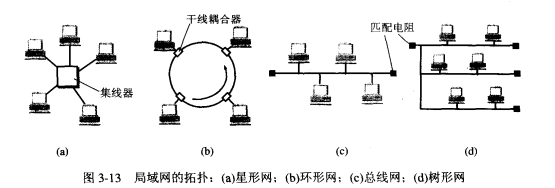 干线耦合器
匹配电阻
集线器
(a)
(b)
(c)
(d)
图 3-13 局域网的拓扑：(a)星形网；(b)环形网；(c)总线网；(d)树形网